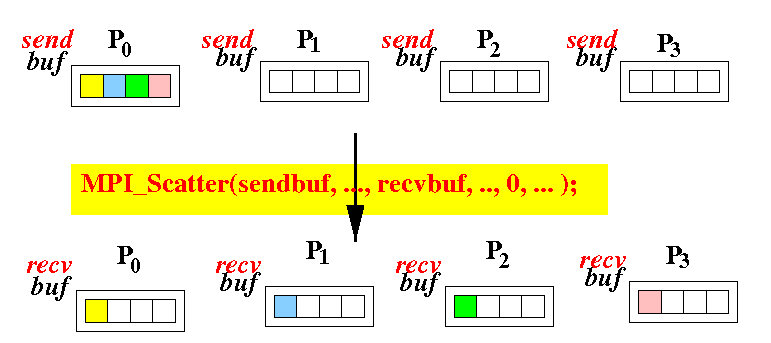 send P0 send P1 send P2 send P3
buf buf buf buf
MPI_Scatter(sendbuf, ..., recvbuf, .., 0, ... );
recv P0 recv P1 recv P2 recv P3
buf buf buf buf